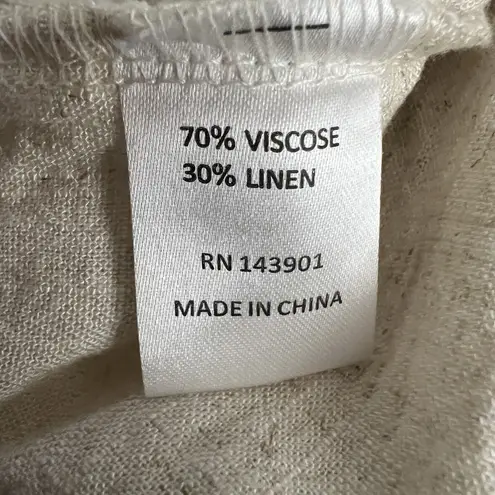 70% VISCOSE
30% LINEN
RN 143901
MADE IN CHINA